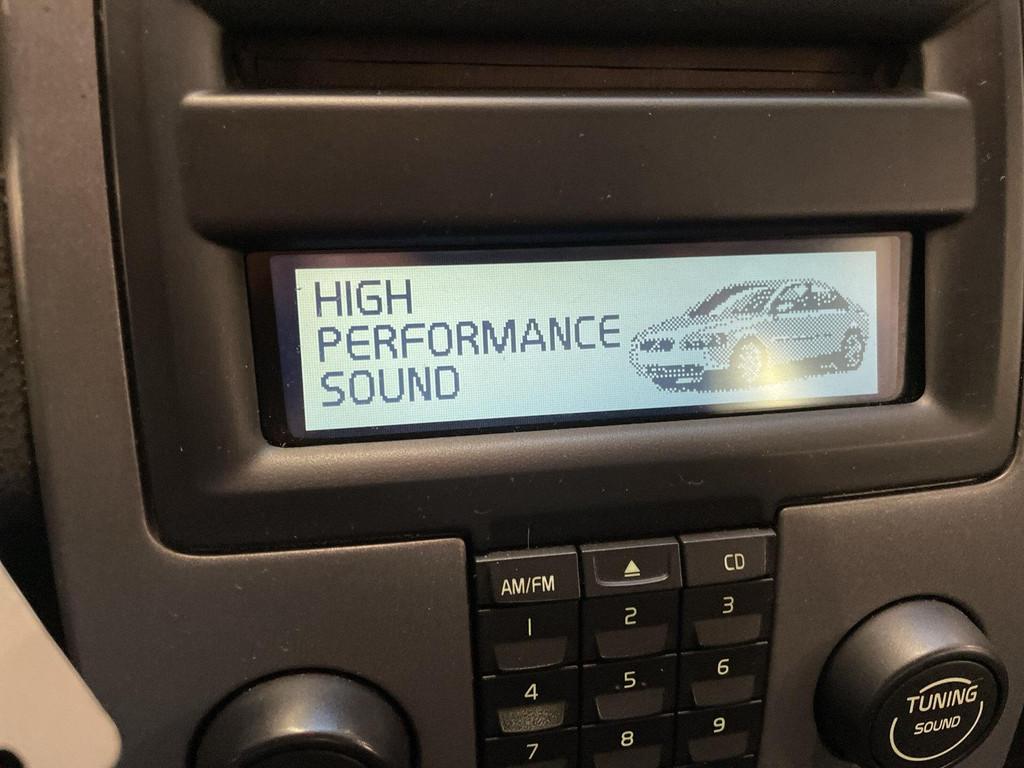 HIGH
PERFORMANCE
SOUND
AM/FM
CD
1
2
3
4
5
6
7
8
9
TUNING
SOUND